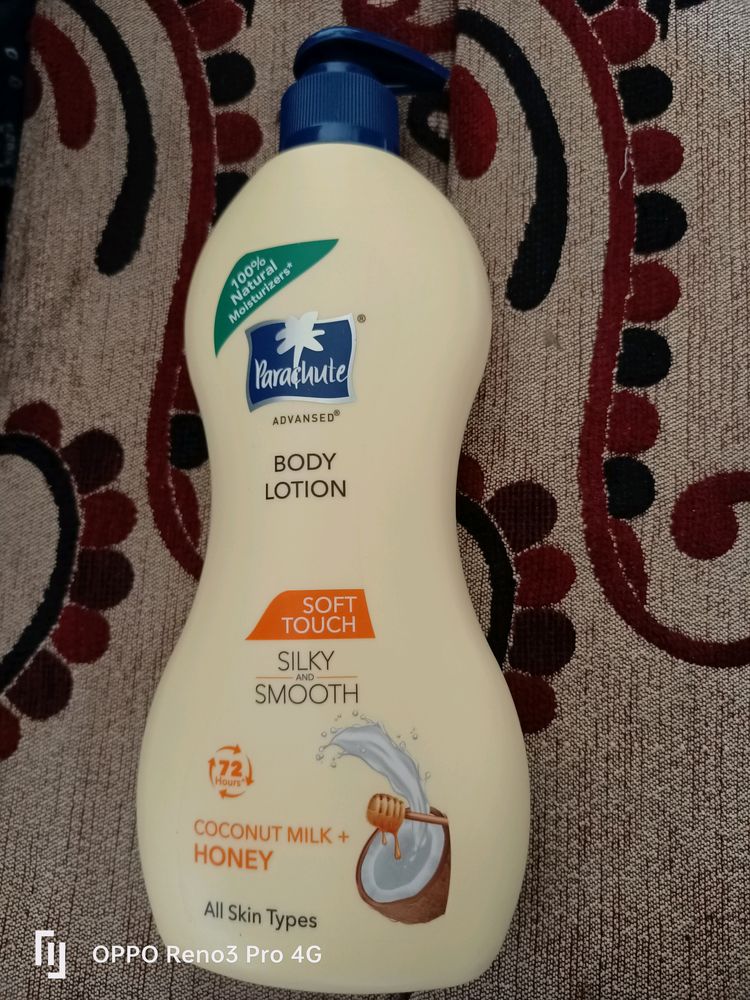 100%
Natural
Moisturizers*
Parachute®
ADVANSED®
BODY
LOTION
SOFT
TOUCH
SILKY
AND
SMOOTH
72
Hours^
COCONUT MILK +
HONEY
All Skin Types
OPPO Reno3 Pro 4G